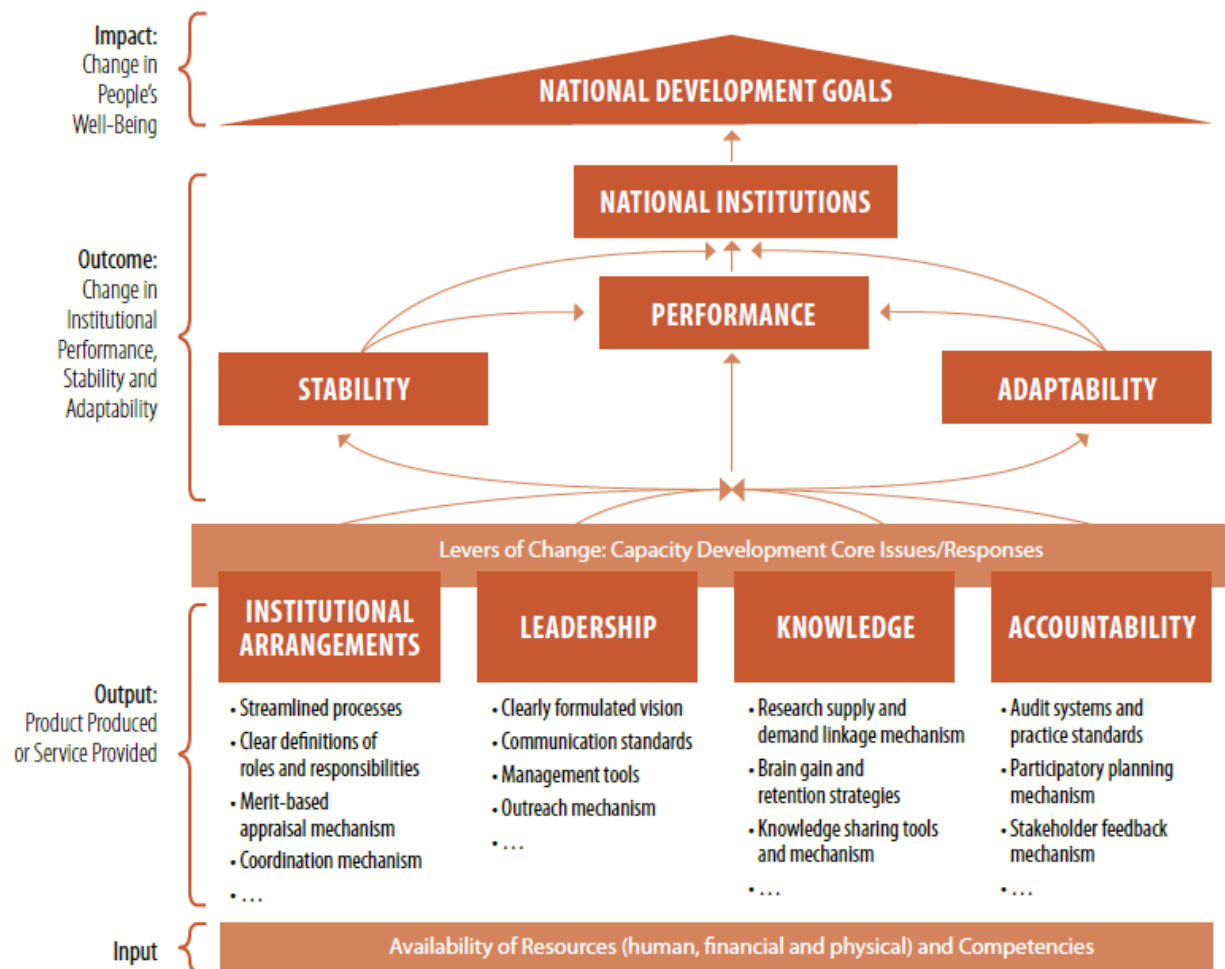 Impact:
Change in
People's
Well-Being
NATIONAL DEVELOPMENT GOALS
NATIONAL INSTITUTIONS
Outcome:
Change in
Institutional
Performance,
Stability and
Adaptability
PERFORMANCE
STABILITY
ADAPTABILITY
Levers of Change: Capacity Development Core Issues/Responses
Output:
Product Produced
or Service Provided
INSTITUTIONAL
ARRANGEMENTS
• Streamlined processes
• Clear definitions of
roles and responsibilities
• Merit-based
appraisal mechanism
• Coordination mechanism
• …
LEADERSHIP
• Clearly formulated vision
• Communication standards
• Management tools
• Outreach mechanism
• …
KNOWLEDGE
• Research supply and
demand linkage mechanism
• Brain gain and
retention strategies
• Knowledge sharing tools
and mechanism
• …
ACCOUNTABILITY
• Audit systems and
practice standards
• Participatory planning
mechanism
• Stakeholder feedback
mechanism
• …
Input
Availability of Resources (human, financial and physical) and Competencies